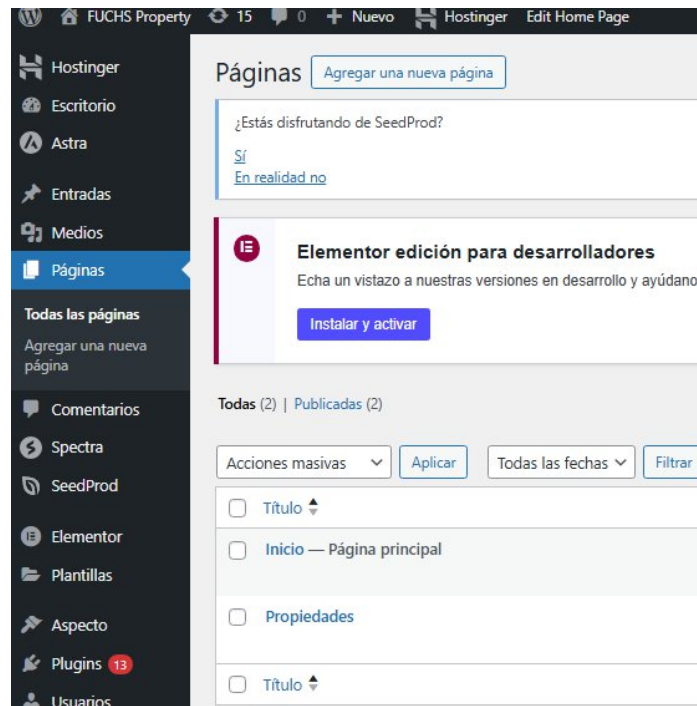 FUCHS Property 15 0 + Nuevo Hostinger Edit Home Page
Hostinger
Escritorio
Astra
Entradas
Medios
Páginas
Todas las páginas
Agregar una nueva
página
Comentarios
Spectra
SeedProd
Elementor
Plantillas
Aspecto
Plugins 13
Usuarios
Páginas Agregar una nueva página
¿Estás disfrutando de SeedProd?
Sí
En realidad no
Elementor edición para desarrolladores
Echa un vistazo a nuestras versiones en desarrollo y ayúdano
Instalar y activar
Todas (2) | Publicadas (2)
Acciones masivas Aplicar Todas las fechas Filtrar
Título
Inicio — Página principal
Propiedades
Título